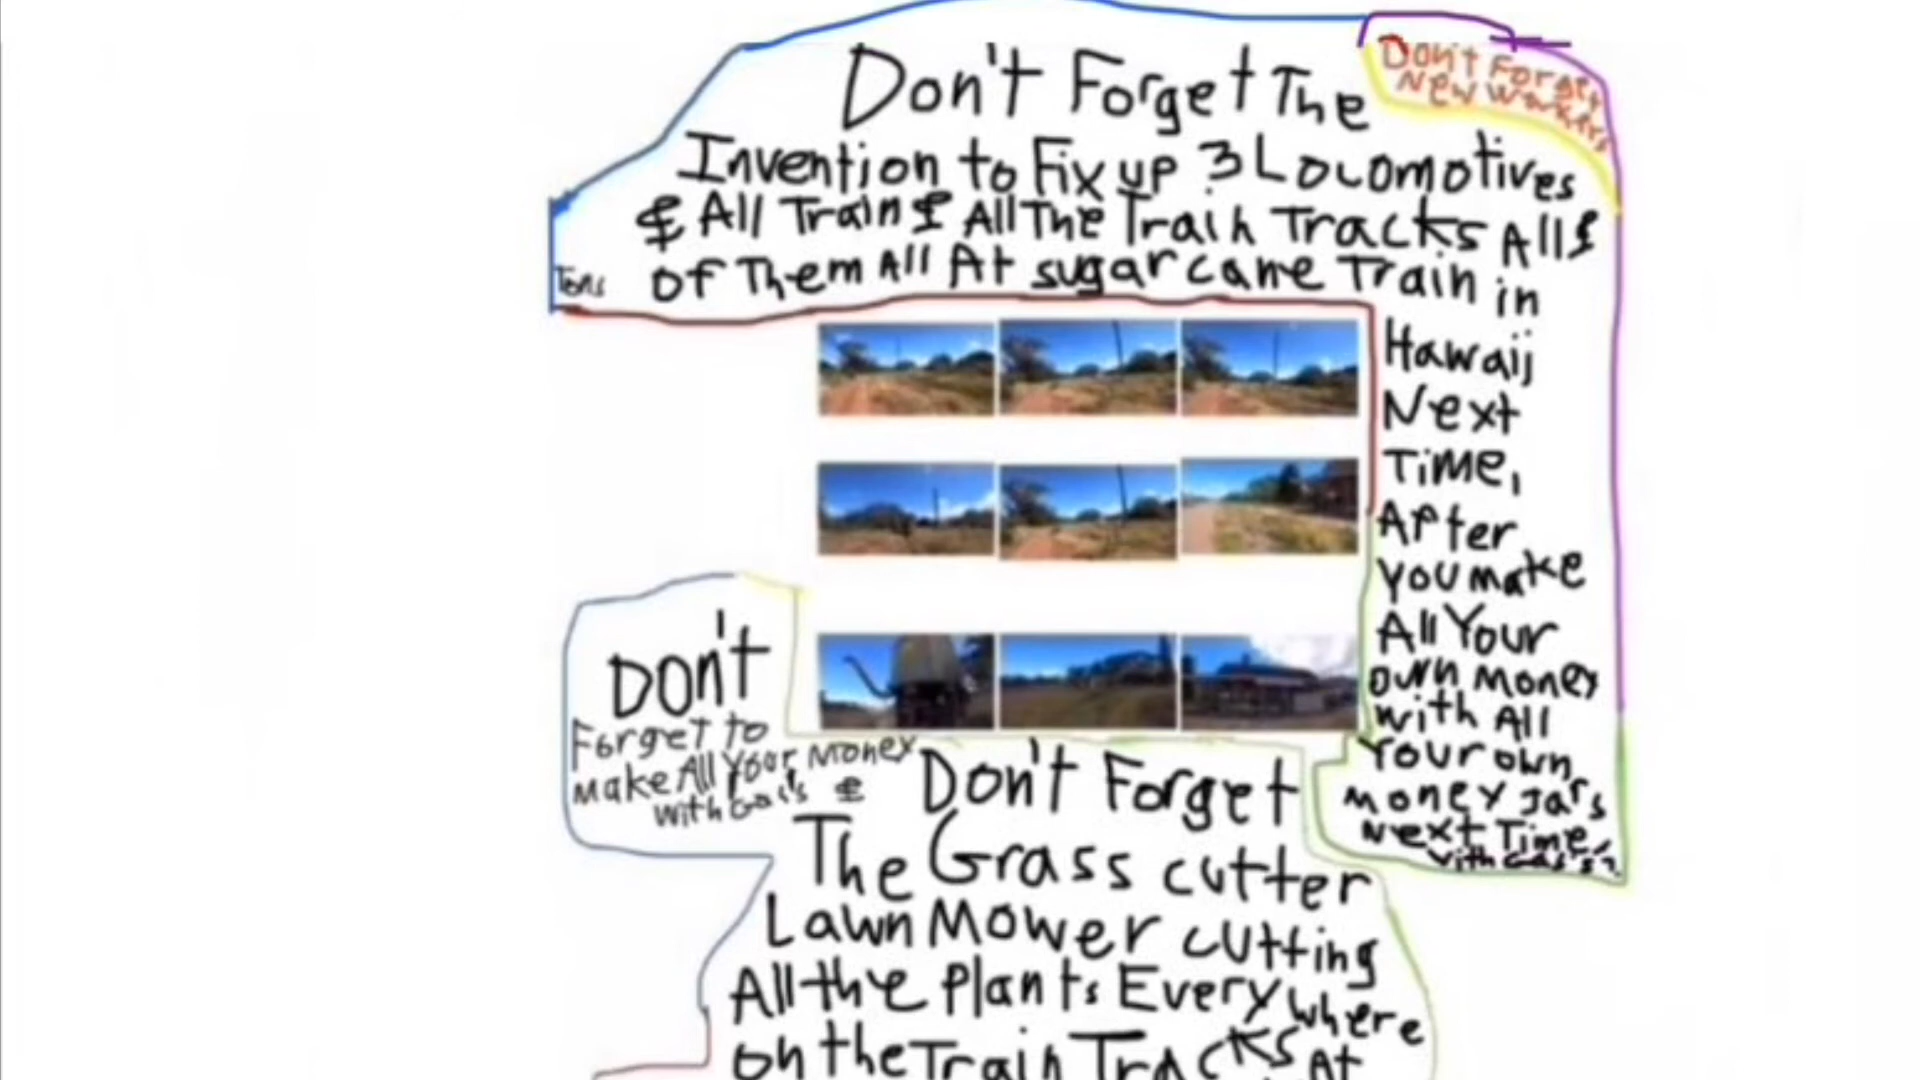 Don't Forget The
Invention to Fix up 3 Locomotives
& All Train & All The Train Tracks All &
Tons of Them All At sugar cane Train in
Hawaii
Next
Time,
After
you make
All Your
own money
with All
Your own
money Jars
Next Time,
with Gas's?
Don't Forget
New Workers
Don't
Forget to
make All Your Money
with Gas's &
Don't Forget
The Grass cutter
Lawn Mower cutting
All the Plants Everywhere
on the Train Tracks At